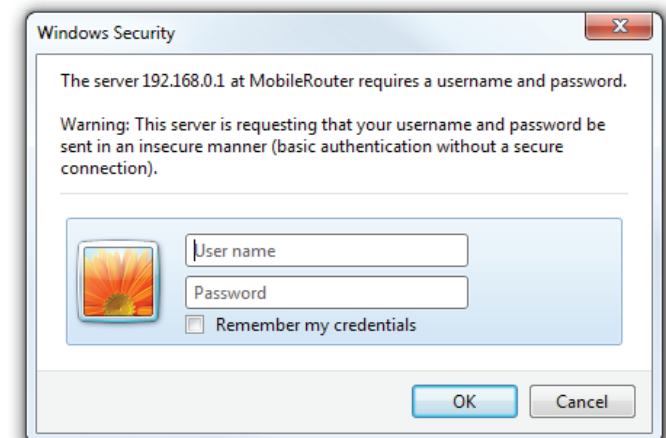 Windows Security
The server 192.168.0.1 at MobileRouter requires a username and password.
Warning: This server is requesting that your username and password be
sent in an insecure manner (basic authentication without a secure
connection).
User name
Password
Remember my credentials
OK
Cancel